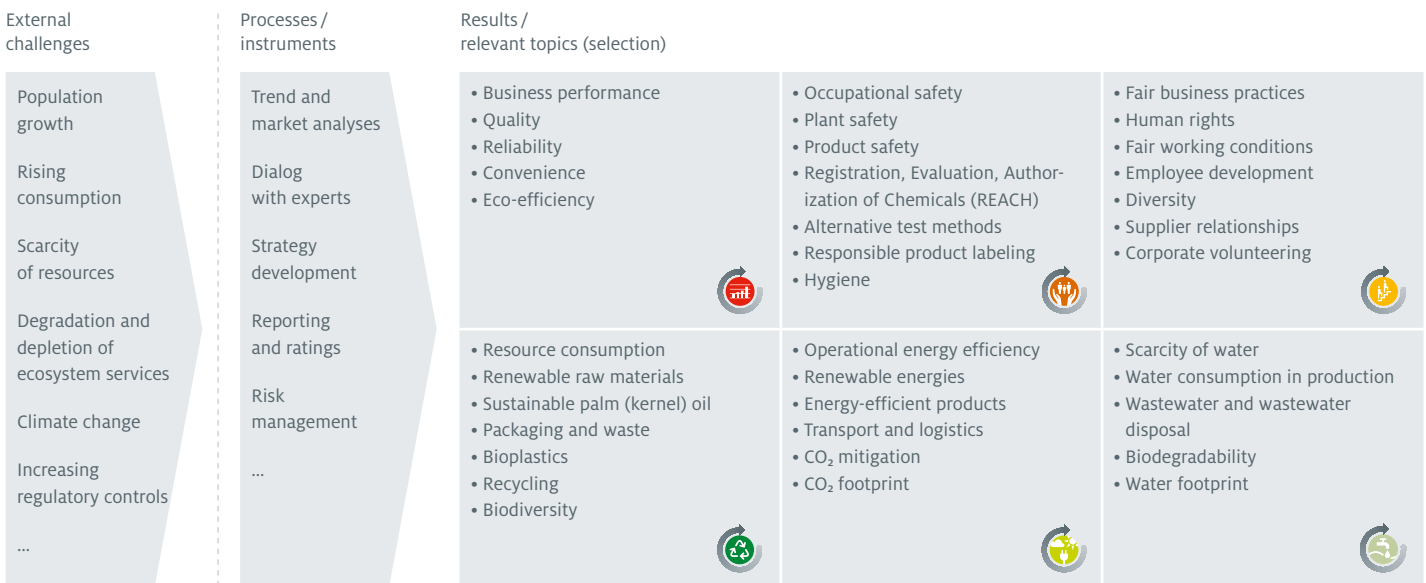 External
challenges
Population
growth
Rising
consumption
Scarcity
of resources
Degradation and
depletion of
ecosystem services
Climate change
Increasing
regulatory controls
...
Processes /
instruments
Trend and
market analyses
Dialog
with experts
Strategy
development
Reporting
and ratings
Risk
management
...
Results /
relevant topics (selection)
• Business performance
• Quality
• Reliability
• Convenience
• Eco-efficiency
• Occupational safety
• Plant safety
• Product safety
• Registration, Evaluation, Author-
ization of Chemicals (REACH)
• Alternative test methods
• Responsible product labeling
• Hygiene
• Fair business practices
• Human rights
• Fair working conditions
• Employee development
• Diversity
• Supplier relationships
• Corporate volunteering
• Resource consumption
• Renewable raw materials
• Sustainable palm (kernel) oil
• Packaging and waste
• Bioplastics
• Recycling
• Biodiversity
• Operational energy efficiency
• Renewable energies
• Energy-efficient products
• Transport and logistics
• CO₂ mitigation
• CO₂ footprint
• Scarcity of water
• Water consumption in production
• Wastewater and wastewater
disposal
• Biodegradability
• Water footprint